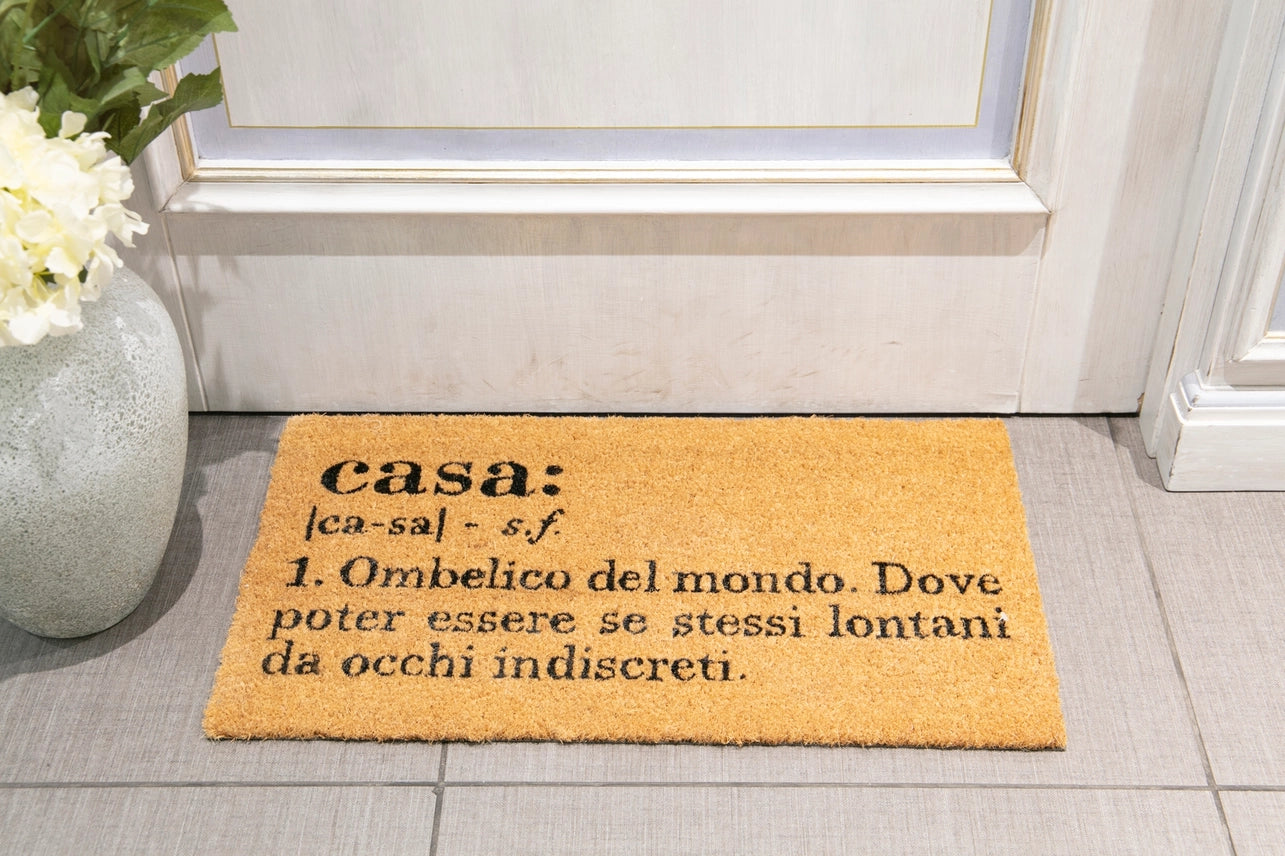 casa:
|ca-sa| - s.f.
1. Ombelico del mondo. Dove
poter essere se stessi lontani
da occhi indiscreti.